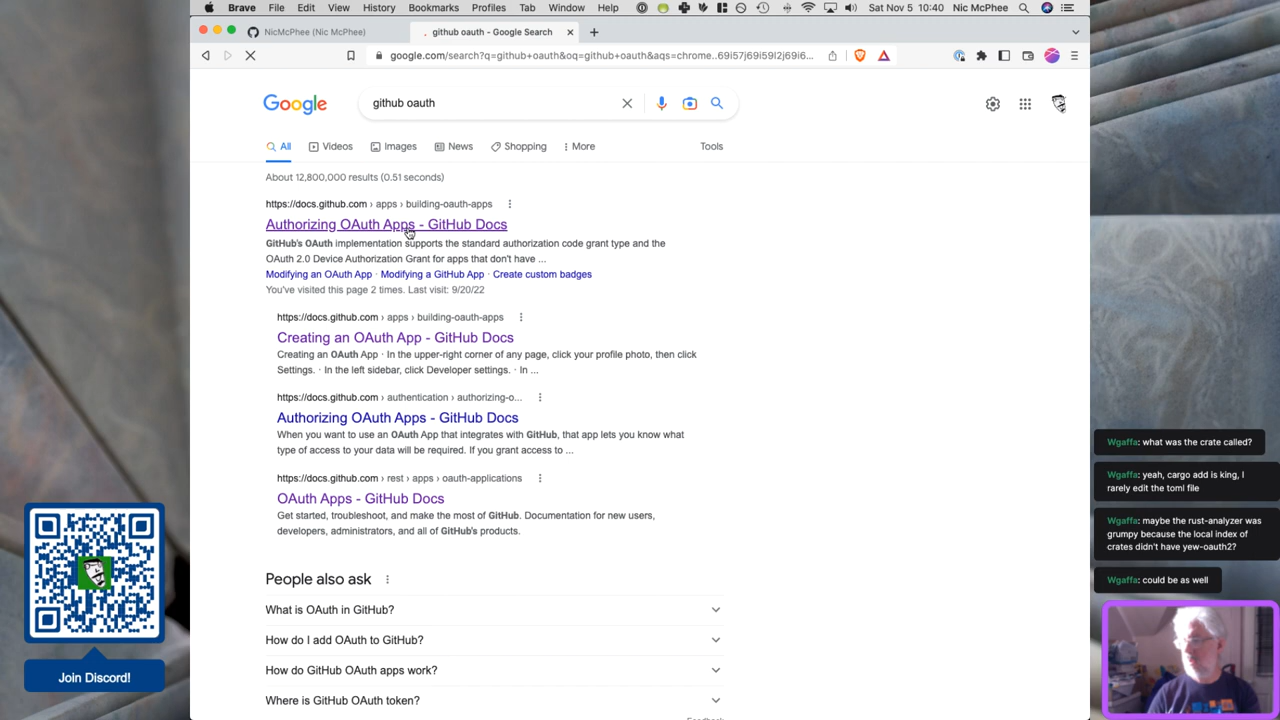 Brave File Edit View History Bookmarks Profiles Tab Window Help Sat Nov 5 10:40 Nic McPhee
NicMcPhee (Nic McPhee)
github oauth - Google Search
google.com/search?q=github+oauth&oq=github+oauth&aqs=chrome..69i57j69i59l2j69i6...
Google
github oauth
All
Videos
Images
News
Shopping
More
Tools
About 12,800,000 results (0.51 seconds)
https://docs.github.com › apps › building-oauth-apps
Authorizing OAuth Apps - GitHub Docs
GitHub's OAuth implementation supports the standard authorization code grant type and the
OAuth 2.0 Device Authorization Grant for apps that don't have ...
Modifying an OAuth App · Modifying a GitHub App · Create custom badges
You've visited this page 2 times. Last visit: 9/20/22
https://docs.github.com › apps › building-oauth-apps
Creating an OAuth App - GitHub Docs
Creating an OAuth App · In the upper-right corner of any page, click your profile photo, then click
Settings. · In the left sidebar, click Developer settings. · In ...
https://docs.github.com › authentication › authorizing-o...
Authorizing OAuth Apps - GitHub Docs
When you want to use an OAuth App that integrates with GitHub, that app lets you know what
type of access to your data will be required. If you grant access to ...
https://docs.github.com › rest › apps › oauth-applications
OAuth Apps - GitHub Docs
Get started, troubleshoot, and make the most of GitHub. Documentation for new users,
developers, administrators, and all of GitHub's products.
People also ask
What is OAuth in GitHub?
How do I add OAuth to GitHub?
How do GitHub OAuth apps work?
Where is GitHub OAuth token?
Feedback
Join Discord!
Wgaffa: what was the crate called?
Wgaffa: yeah, cargo add is king, I
rarely edit the toml file
Wgaffa: maybe the rust-analyzer was
grumpy because the local index of
crates didn't have yew-oauth2?
Wgaffa: could be as well